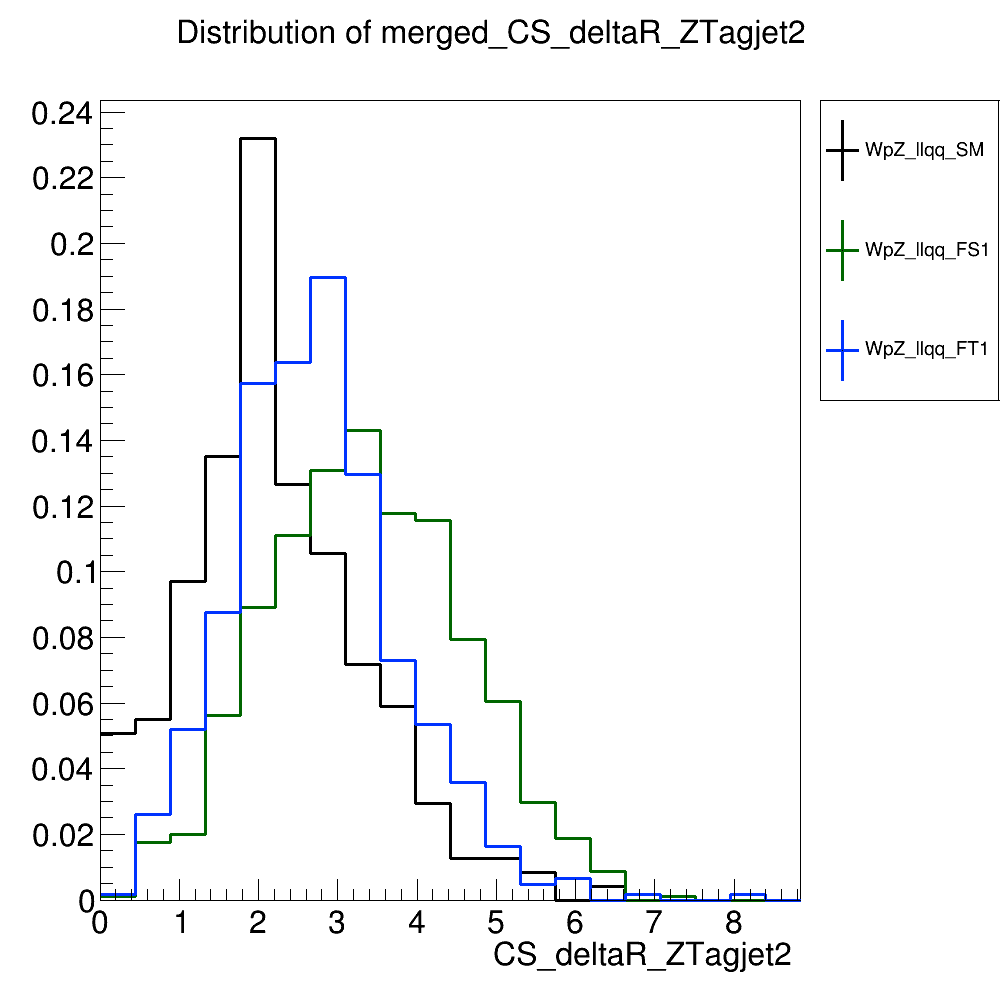 Distribution of merged_CS_deltaR_ZTagjet2
0.24
0.22
0.2
0.18
0.16
0.14
0.12
0.1
0.08
0.06
0.04
0.02
0
0 1 2 3 4 5 6 7 8
CS_deltaR_ZTagjet2
WpZ_llqq_SM
WpZ_llqq_FS1
WpZ_llqq_FT1